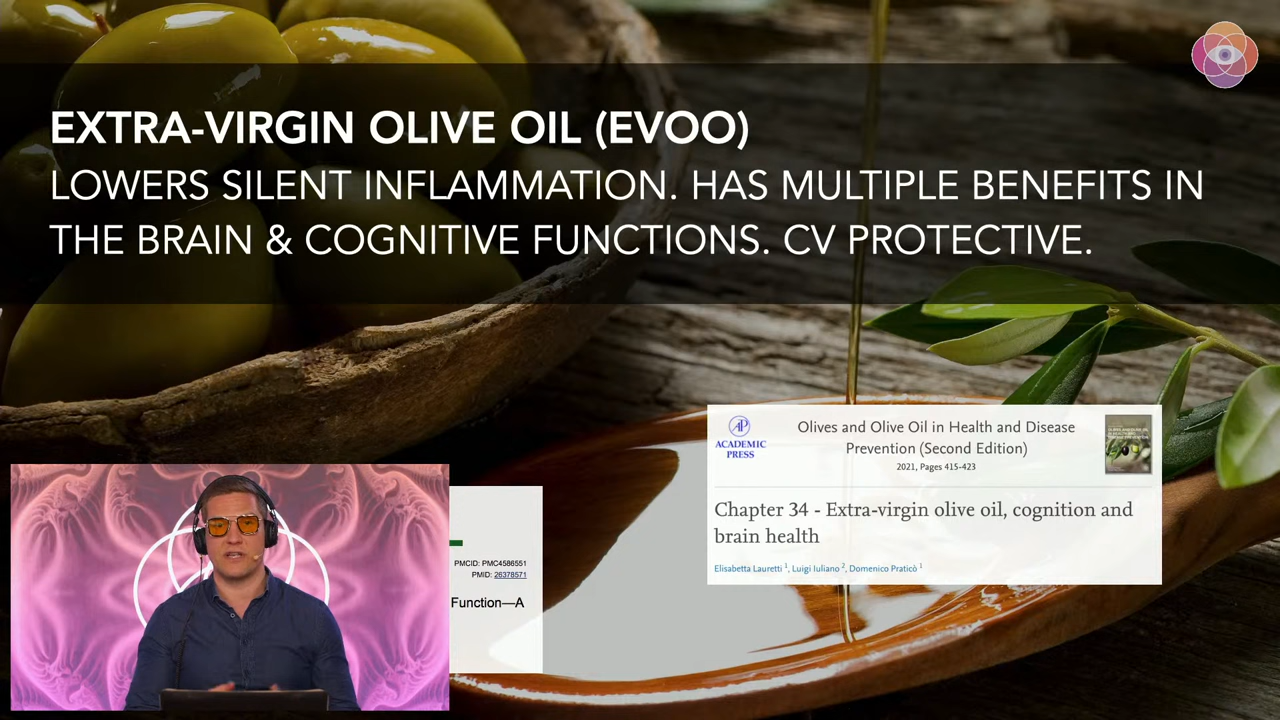 EXTRA-VIRGIN OLIVE OIL (EVOO)
LOWERS SILENT INFLAMMATION. HAS MULTIPLE BENEFITS IN
THE BRAIN & COGNITIVE FUNCTIONS. CV PROTECTIVE.
ACADEMIC
PRESS
Olives and Olive Oil in Health and Disease
Prevention (Second Edition)
2021, Pages 415-423
Chapter 34 - Extra-virgin olive oil, cognition and
brain health
Elisabetta Lauretti 1, Luigi Iuliano 2, Domenico Praticò 1
PMCID: PMC4586551
PMID: 26378571
Function—A